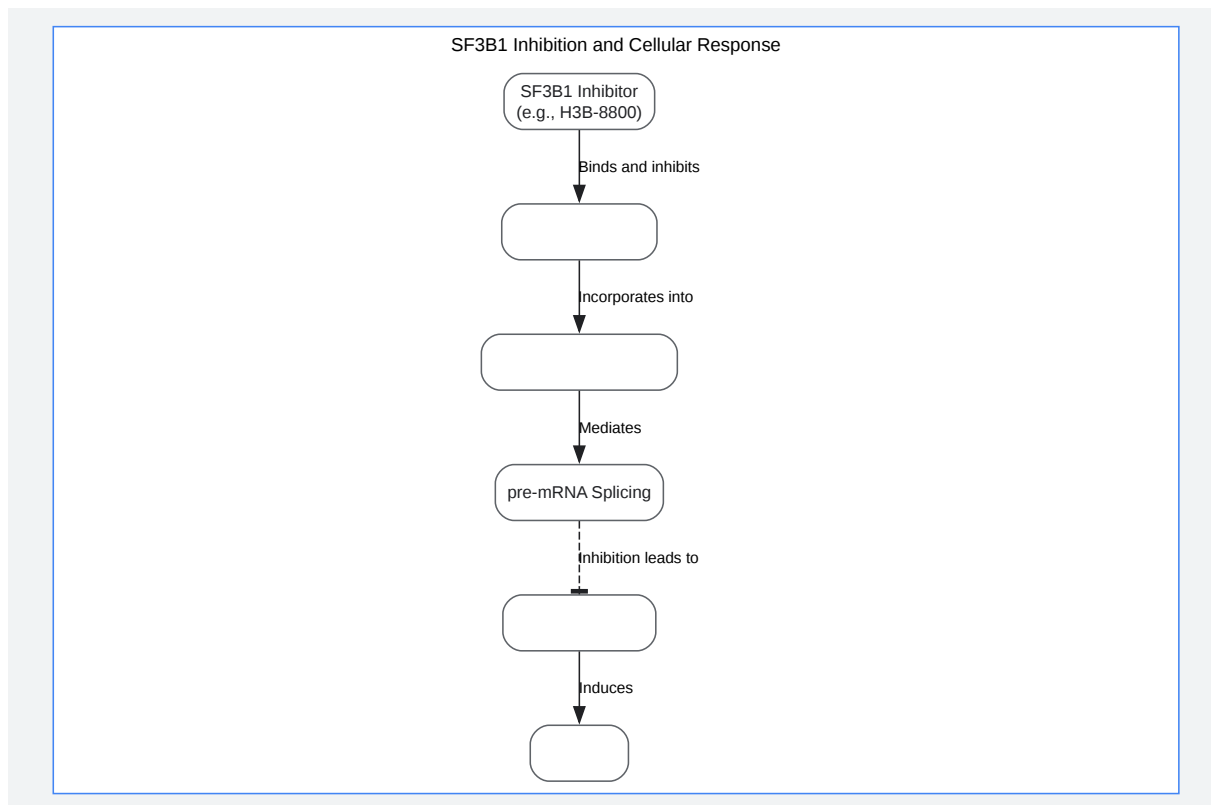 SF3B1 Inhibition and Cellular Response
SF3B1 Inhibitor
(e.g., H3B-8800)
Binds and inhibits
Incorporates into
Mediates
pre-mRNA Splicing
Inhibition leads to
Induces